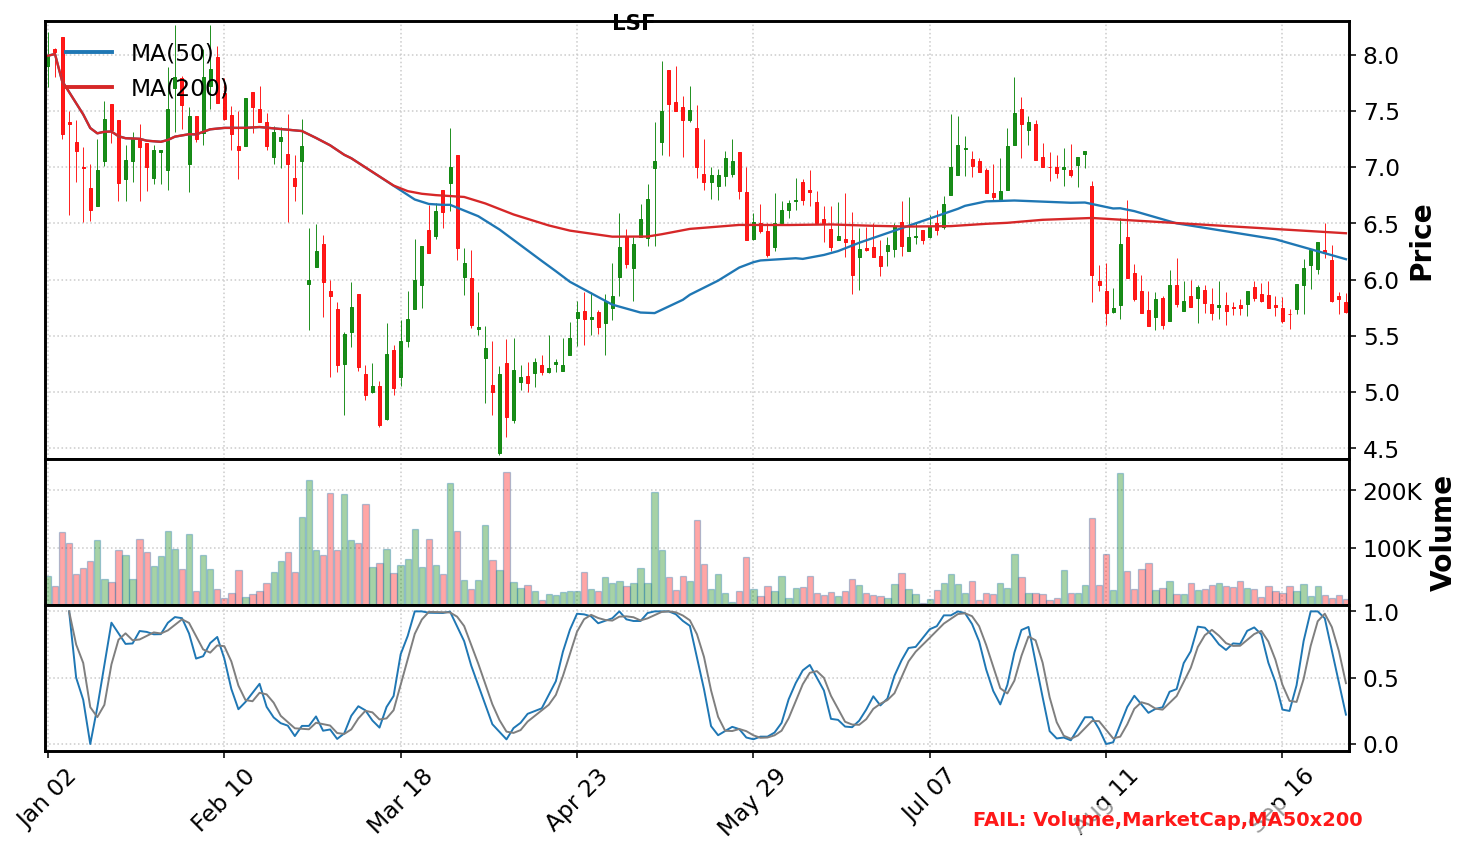 LSF
MA(50)
MA(200)
8.0
7.5
7.0
6.5
6.0
5.5
5.0
4.5
Price
200K
100K
Volume
1.0
0.5
0.0
Jan 02
Feb 10
Mar 18
Apr 23
May 29
Jul 07
Aug 11
Sep 16
FAIL: Volume,MarketCap,MA50x200